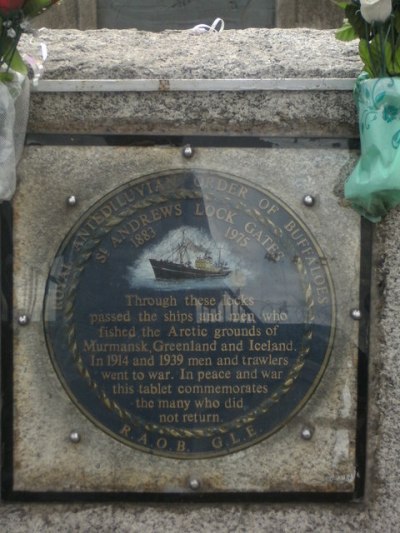 ROYAL ANTEDILUVIAN ORDER OF BUFFALOES
ST ANDREWS LOCK GATE
1883 1975
Through these locks
passed the ships and men who
fished the Arctic grounds of
Murmansk, Greenland and Iceland.
In 1914 and 1939 men and trawlers
went to war. In peace and war
this tablet commemorates
the many who did
not return.
R.A.O.B. G.L.E.